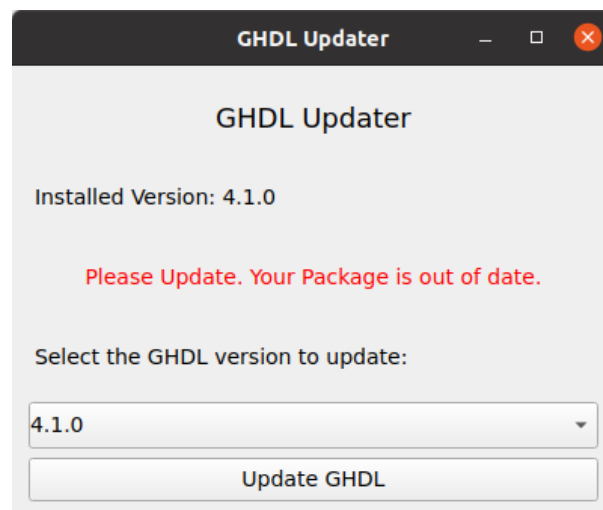 GHDL Updater
GHDL Updater
Installed Version: 4.1.0
Please Update. Your Package is out of date.
Select the GHDL version to update:
4.1.0
Update GHDL